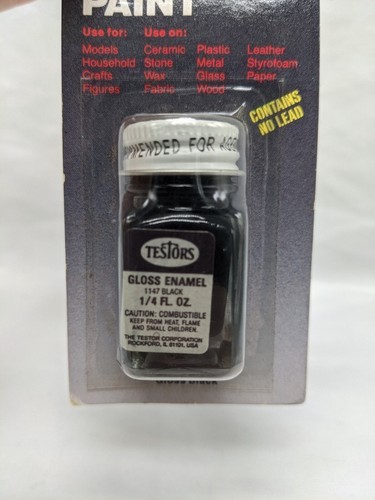 PAINT
Use for: Use on:
Models Ceramic Plastic Leather
Household Stone Metal Styrofoam
Crafts Wax Glass Paper
Figures Fabric Wood
CONTAINS
NO LEAD
FOR
TESTORS
GLOSS ENAMEL
1147 BLACK
1/4 FL. OZ.
CAUTION: COMBUSTIBLE
KEEP FROM HEAT, FLAME
AND SMALL CHILDREN.
THE TESTOR CORPORATION
ROCKFORD, IL 61101, USA
Gloss Black